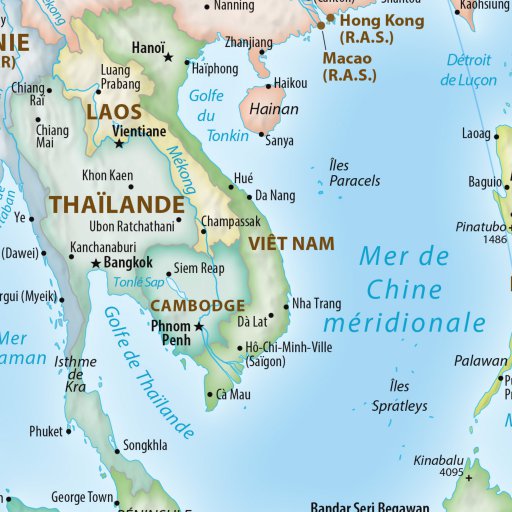 Nanning
Canton/Kanton)
Kaohsiung
Hong Kong
(R.A.S.)
Macao
(R.A.S.)
Hanoï
Zhanjiang
NIE
R)
Mékong
Détroit
de Luçon
Haïphong
Luang
Prabang
Haikou
Chiang
Raï
Golfe
du
Tonkin
Hainan
LAOS
Chiang
Mai
Vientiane
Sanya
Laoag
Mékong
Îles
Paracels
Khon Kaen
Hué
Baguio
THAÏLANDE
Da Nang
Ye
Ubon Ratchathani
Champassak
Pinatubo
1486
VIÊT NAM
Kanchanaburi
(Dawei)
Bangkok
Siem Reap
Mer de
Chine
méridionale
Tonlé Sap
rgui (Myeik)
CAMBODGE
Nha Trang
Phnom
Penh
Dà Lat
Golfe de Thaïlande
Mer
aman
Hô-Chi-Minh-Ville
(Saïgon)
Isthme
de
Kra
Palawan
Îles
Spratleys
Cà Mau
Phuket
Songkhla
Kinabalu
4095
George Town
Bandar Seri Begawan
PÉNINSULE